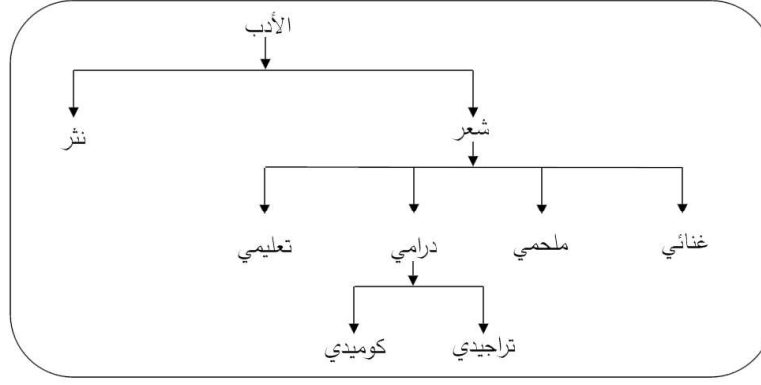 الأدب
شعر
نثر
غنائي
ملحمي
درامي
تعليمي
تراجيدي
كوميدي